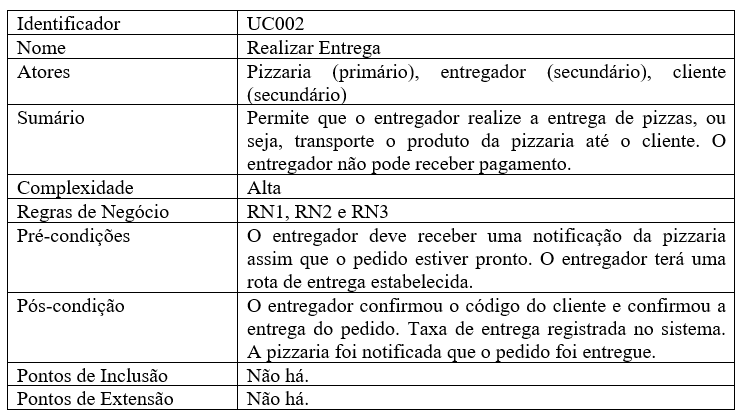 Identificador UC002
Nome Realizar Entrega
Atores Pizzaria (primário), entregador (secundário), cliente
(secundário)
Sumário Permite que o entregador realize a entrega de pizzas, ou
seja, transporte o produto da pizzaria até o cliente. O
entregador não pode receber pagamento.
Complexidade Alta
Regras de Negócio RN1, RN2 e RN3
Pré-condições O entregador deve receber uma notificação da pizzaria
assim que o pedido estiver pronto. O entregador terá uma
rota de entrega estabelecida.
Pós-condição O entregador confirmou o código do cliente e confirmou a
entrega do pedido. Taxa de entrega registrada no sistema.
A pizzaria foi notificada que o pedido foi entregue.
Pontos de Inclusão Não há.
Pontos de Extensão Não há.